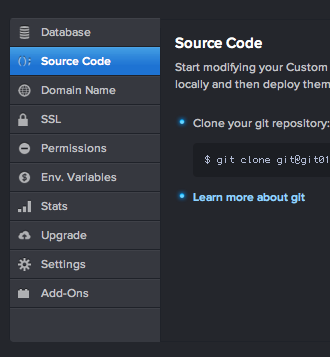 Database
(); Source Code
Domain Name
SSL
Permissions
$ Env. Variables
Stats
Upgrade
Settings
Add-Ons
Source Code
Start modifying your Custom
locally and then deploy them
Clone your git repository:
$ git clone git@git01
Learn more about git